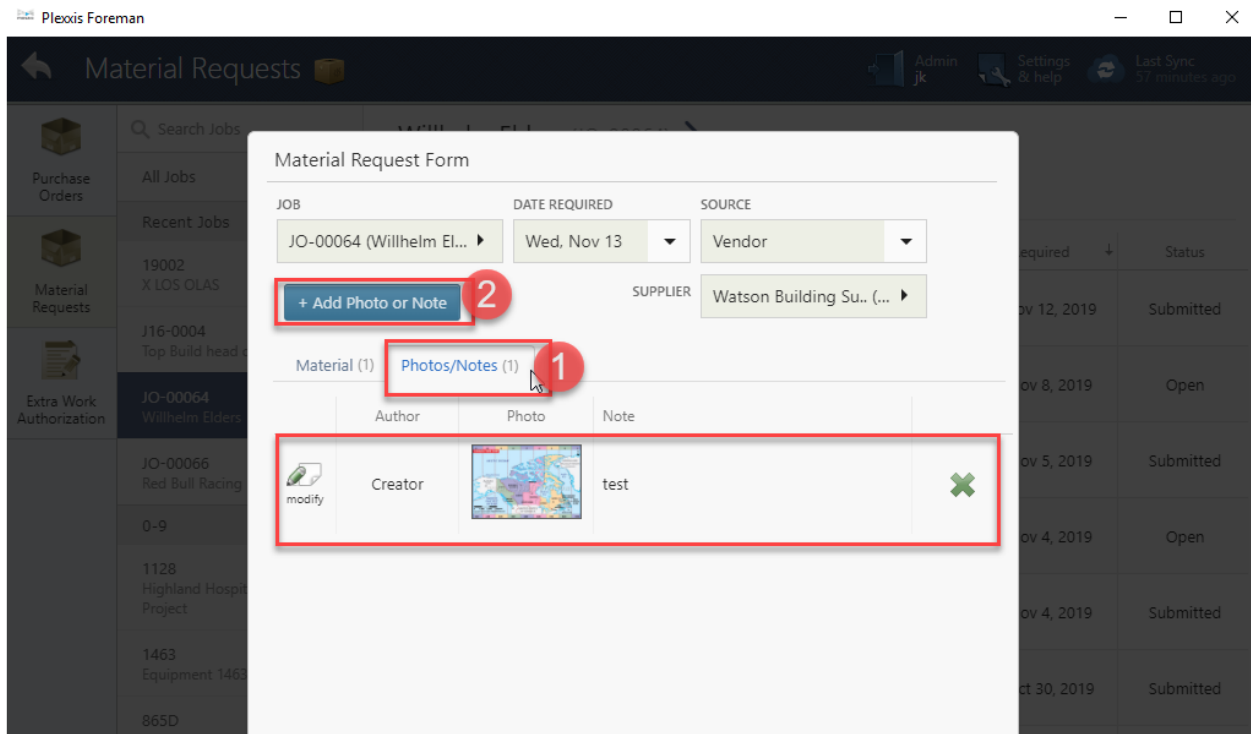 Plexxis Foreman
Material Requests
Admin
jk
Settings
& help
Last Sync
57 minutes ago
Purchase
Orders
Material
Requests
Extra Work
Authorization
Search Jobs
All Jobs
Recent Jobs
19002
X LOS OLAS
J16-0004
Top Build head
JO-00064
Willhelm Elders
JO-00066
Red Bull Racing
0-9
1128
Highland Hospit
Project
1463
Equipment 1463
865D
Material Request Form
JOB
DATE REQUIRED
SOURCE
JO-00064 (Willhelm El...
Wed, Nov 13
Vendor
+ Add Photo or Note
2
SUPPLIER
Watson Building Su.. (...
Material (1)
Photos/Notes (1)
1
Author
Photo
Note
modify
Creator
test
equired
Status
ov 12, 2019
Submitted
ov 8, 2019
Open
ov 5, 2019
Submitted
ov 4, 2019
Open
ov 4, 2019
Submitted
ct 30, 2019
Submitted